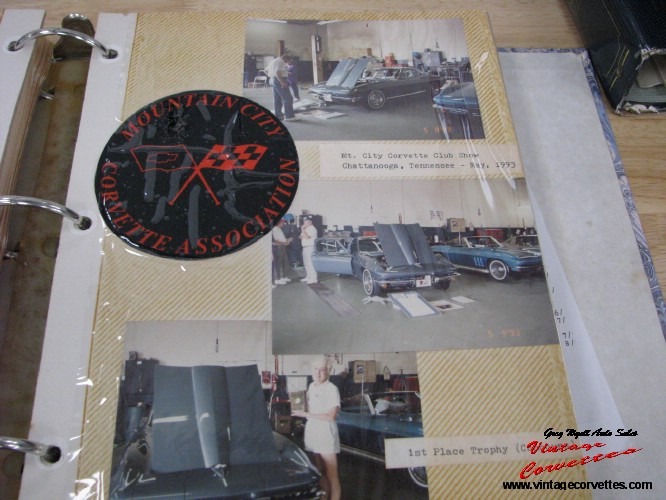 MOUNTAIN CITY
CORVETTE ASSOCIATION
Mt. City Corvette Club Show
Chattanooga, Tennessee - May, 1993
1st Place Trophy (C
Greg Wyatt Auto Sales
Vintage
Corvettes
www.vintagecorvettes.com